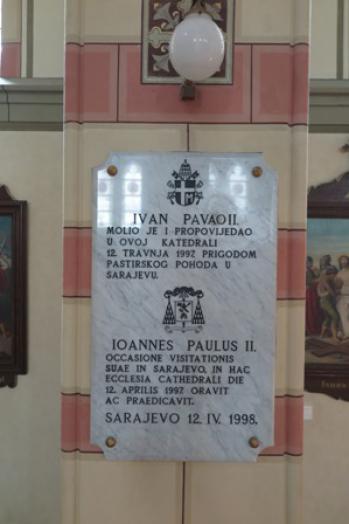 IVAN PAVAO II.
MOLIO JE I PROPOVIJEDAO
U OVOJ KATEDRALI
12. TRAVNJA 1997. PRIGODOM
PASTIRSKOG POHODA U
SARAJEVU.
IOANNES PAULUS II.
OCCASIONE VISITATIONIS
SUAE IN SARAJEVO, IN HAC
ECCLESIA CATHEDRALI DIE
12. APRILIS 1997 ORAVIT
AC PRAEDICAVIT.
SARAJEVO 12. IV. 1998.